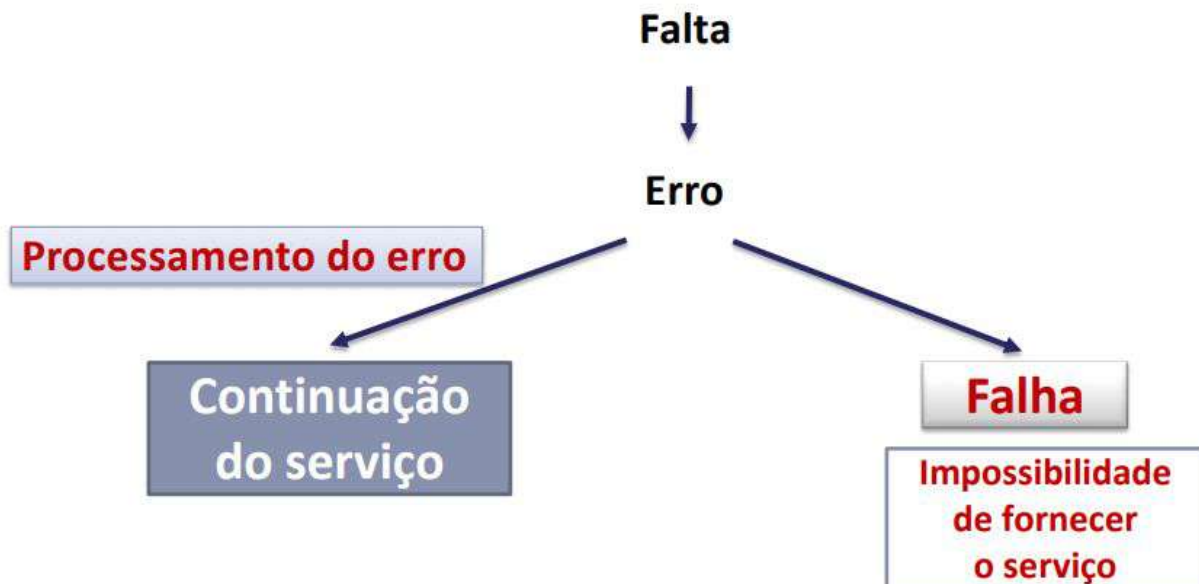 Falta
Erro
Processamento do erro
Continuação
do serviço
Falha
Impossibilidade
de fornecer
o serviço